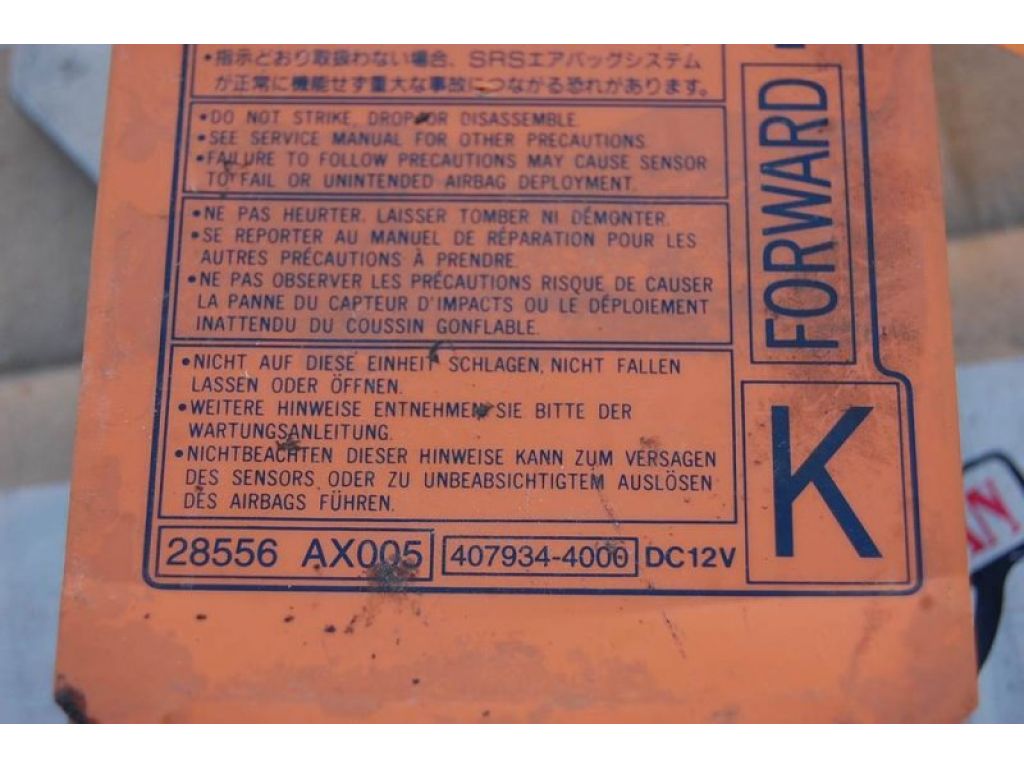 ・指示どおり取扱わない場合、SRSエアバッグシステム
が正常に機能せず重大な事故につながる恐れがあります。
•DO NOT STRIKE, DROP OR DISASSEMBLE.
•SEE SERVICE MANUAL FOR OTHER PRECAUTIONS.
•FAILURE TO FOLLOW PRECAUTIONS MAY CAUSE SENSOR
TO FAIL OR UNINTENDED AIRBAG DEPLOYMENT.
•NE PAS HEURTER, LAISSER TOMBER NI DÉMONTER.
•SE REPORTER AU MANUEL DE RÉPARATION POUR LES
AUTRES PRÉCAUTIONS À PRENDRE.
•NE PAS OBSERVER LES PRÉCAUTIONS RISQUE DE CAUSER
LA PANNE DU CAPTEUR D'IMPACTS OU LE DÉPLOIEMENT
INATTENDU DU COUSSIN GONFLABLE.
•NICHT AUF DIESE EINHEIT SCHLAGEN, NICHT FALLEN
LASSEN ODER ÖFFNEN.
•WEITERE HINWEISE ENTNEHMEN SIE BITTE DER
WARTUNGSANLEITUNG.
•NICHTBEACHTEN DIESER HINWEISE KANN ZUM VERSAGEN
DES SENSORS ODER ZU UNBEABSICHTIGTEM AUSLÖSEN
DES AIRBAGS FÜHREN.
28556 AX005 407934-4000 DC12V
FORWARD
K